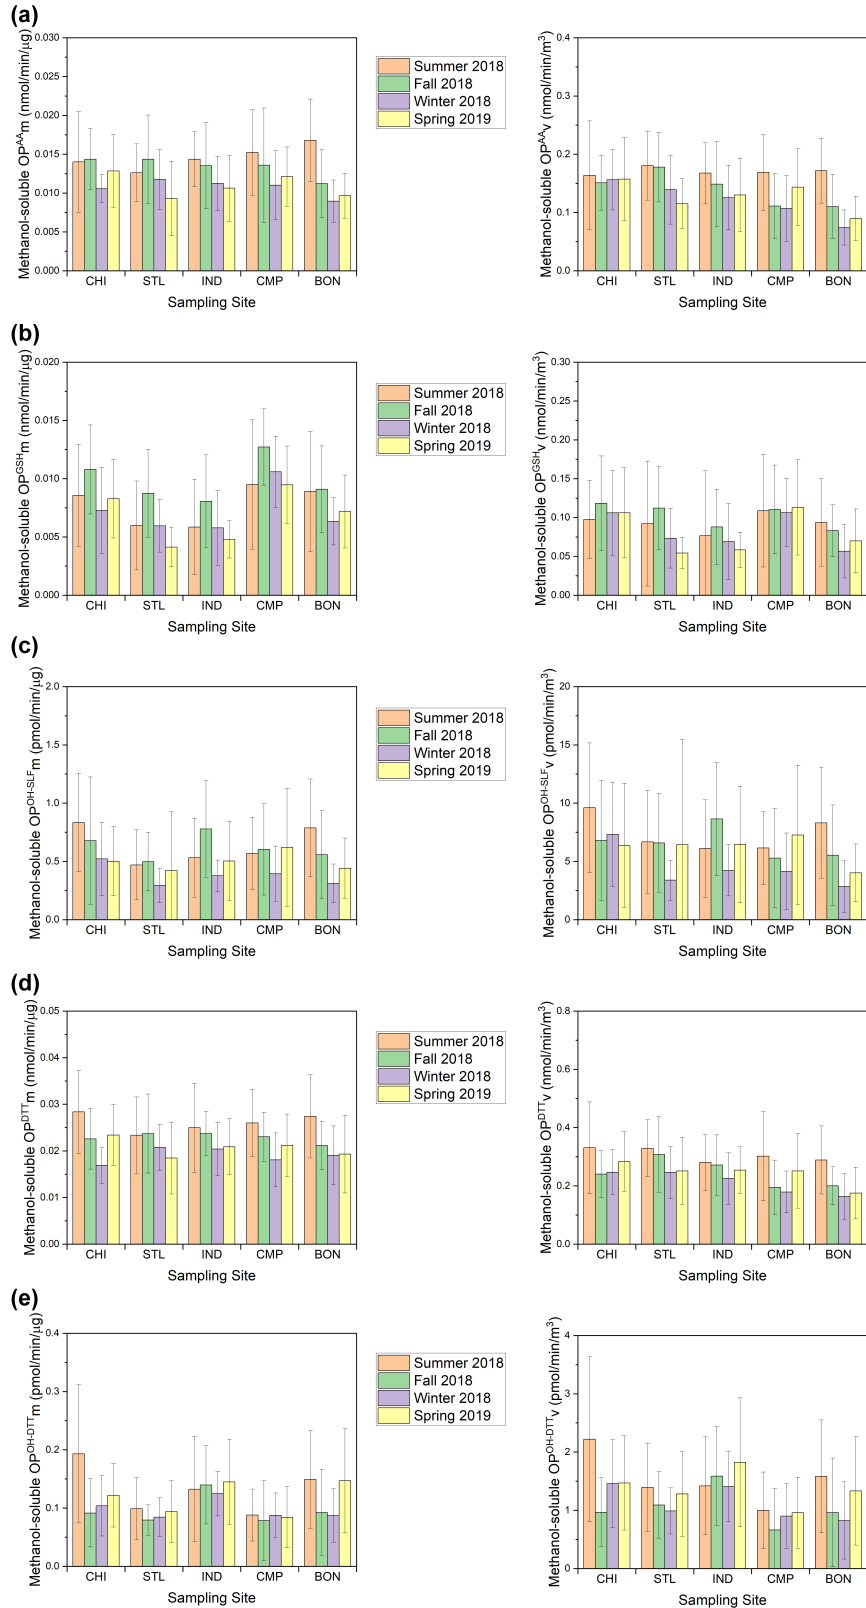 (a)
Methanol-soluble OP^AAm (nmol/min/μg)
0.030
0.025
0.020
0.015
0.010
0.005
0.000
CHI STL IND CMP BON
Sampling Site
Summer 2018
Fall 2018
Winter 2018
Spring 2019
Methanol-soluble OP^AAv (nmol/min/m³)
0.4
0.3
0.2
0.1
0.0
CHI STL IND CMP BON
Sampling Site
(b)
Methanol-soluble OP^GSHm (nmol/min/μg)
0.020
0.015
0.010
0.005
0.000
CHI STL IND CMP BON
Sampling Site
Summer 2018
Fall 2018
Winter 2018
Spring 2019
Methanol-soluble OP^GSHv (nmol/min/m³)
0.30
0.25
0.20
0.15
0.10
0.05
0.00
CHI STL IND CMP BON
Sampling Site
(c)
Methanol-soluble OP^OH-SLFm (pmol/min/μg)
2.0
1.5
1.0
0.5
0.0
CHI STL IND CMP BON
Sampling Site
Summer 2018
Fall 2018
Winter 2018
Spring 2019
Methanol-soluble OP^OH-SLFv (pmol/min/m³)
20
15
10
5
0
CHI STL IND CMP BON
Sampling Site
(d)
Methanol-soluble OP^DTTm (nmol/min/μg)
0.05
0.04
0.03
0.02
0.01
0.00
CHI STL IND CMP BON
Sampling Site
Summer 2018
Fall 2018
Winter 2018
Spring 2019
Methanol-soluble OP^DTTv (nmol/min/m³)
0.8
0.6
0.4
0.2
0.0
CHI STL IND CMP BON
Sampling Site
(e)
Methanol-soluble OP^OH-DTTm (pmol/min/μg)
0.4
0.3
0.2
0.1
0.0
CHI STL IND CMP BON
Sampling Site
Summer 2018
Fall 2018
Winter 2018
Spring 2019
Methanol-soluble OP^OH-DTTv (pmol/min/m³)
4
3
2
1
0
CHI STL IND CMP BON
Sampling Site